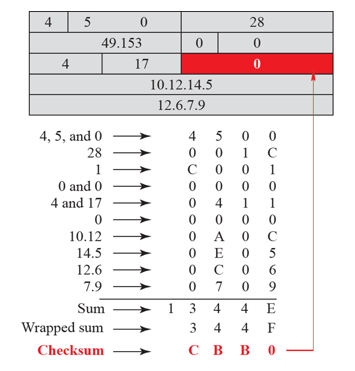 4 5 0 28
49.153 0 0
4 17 0
10.12.14.5
12.6.7.9
4, 5, and 0 4 5 0 0
28 0 0 1 C
1 C 0 0 1
0 and 0 0 0 0 0
4 and 17 0 4 1 1
0 0 0 0 0
10.12 0 A 0 C
14.5 0 E 0 5
12.6 0 C 0 6
7.9 0 7 0 9
Sum 1 3 4 4 E
Wrapped sum 3 4 4 F
Checksum C B B 0